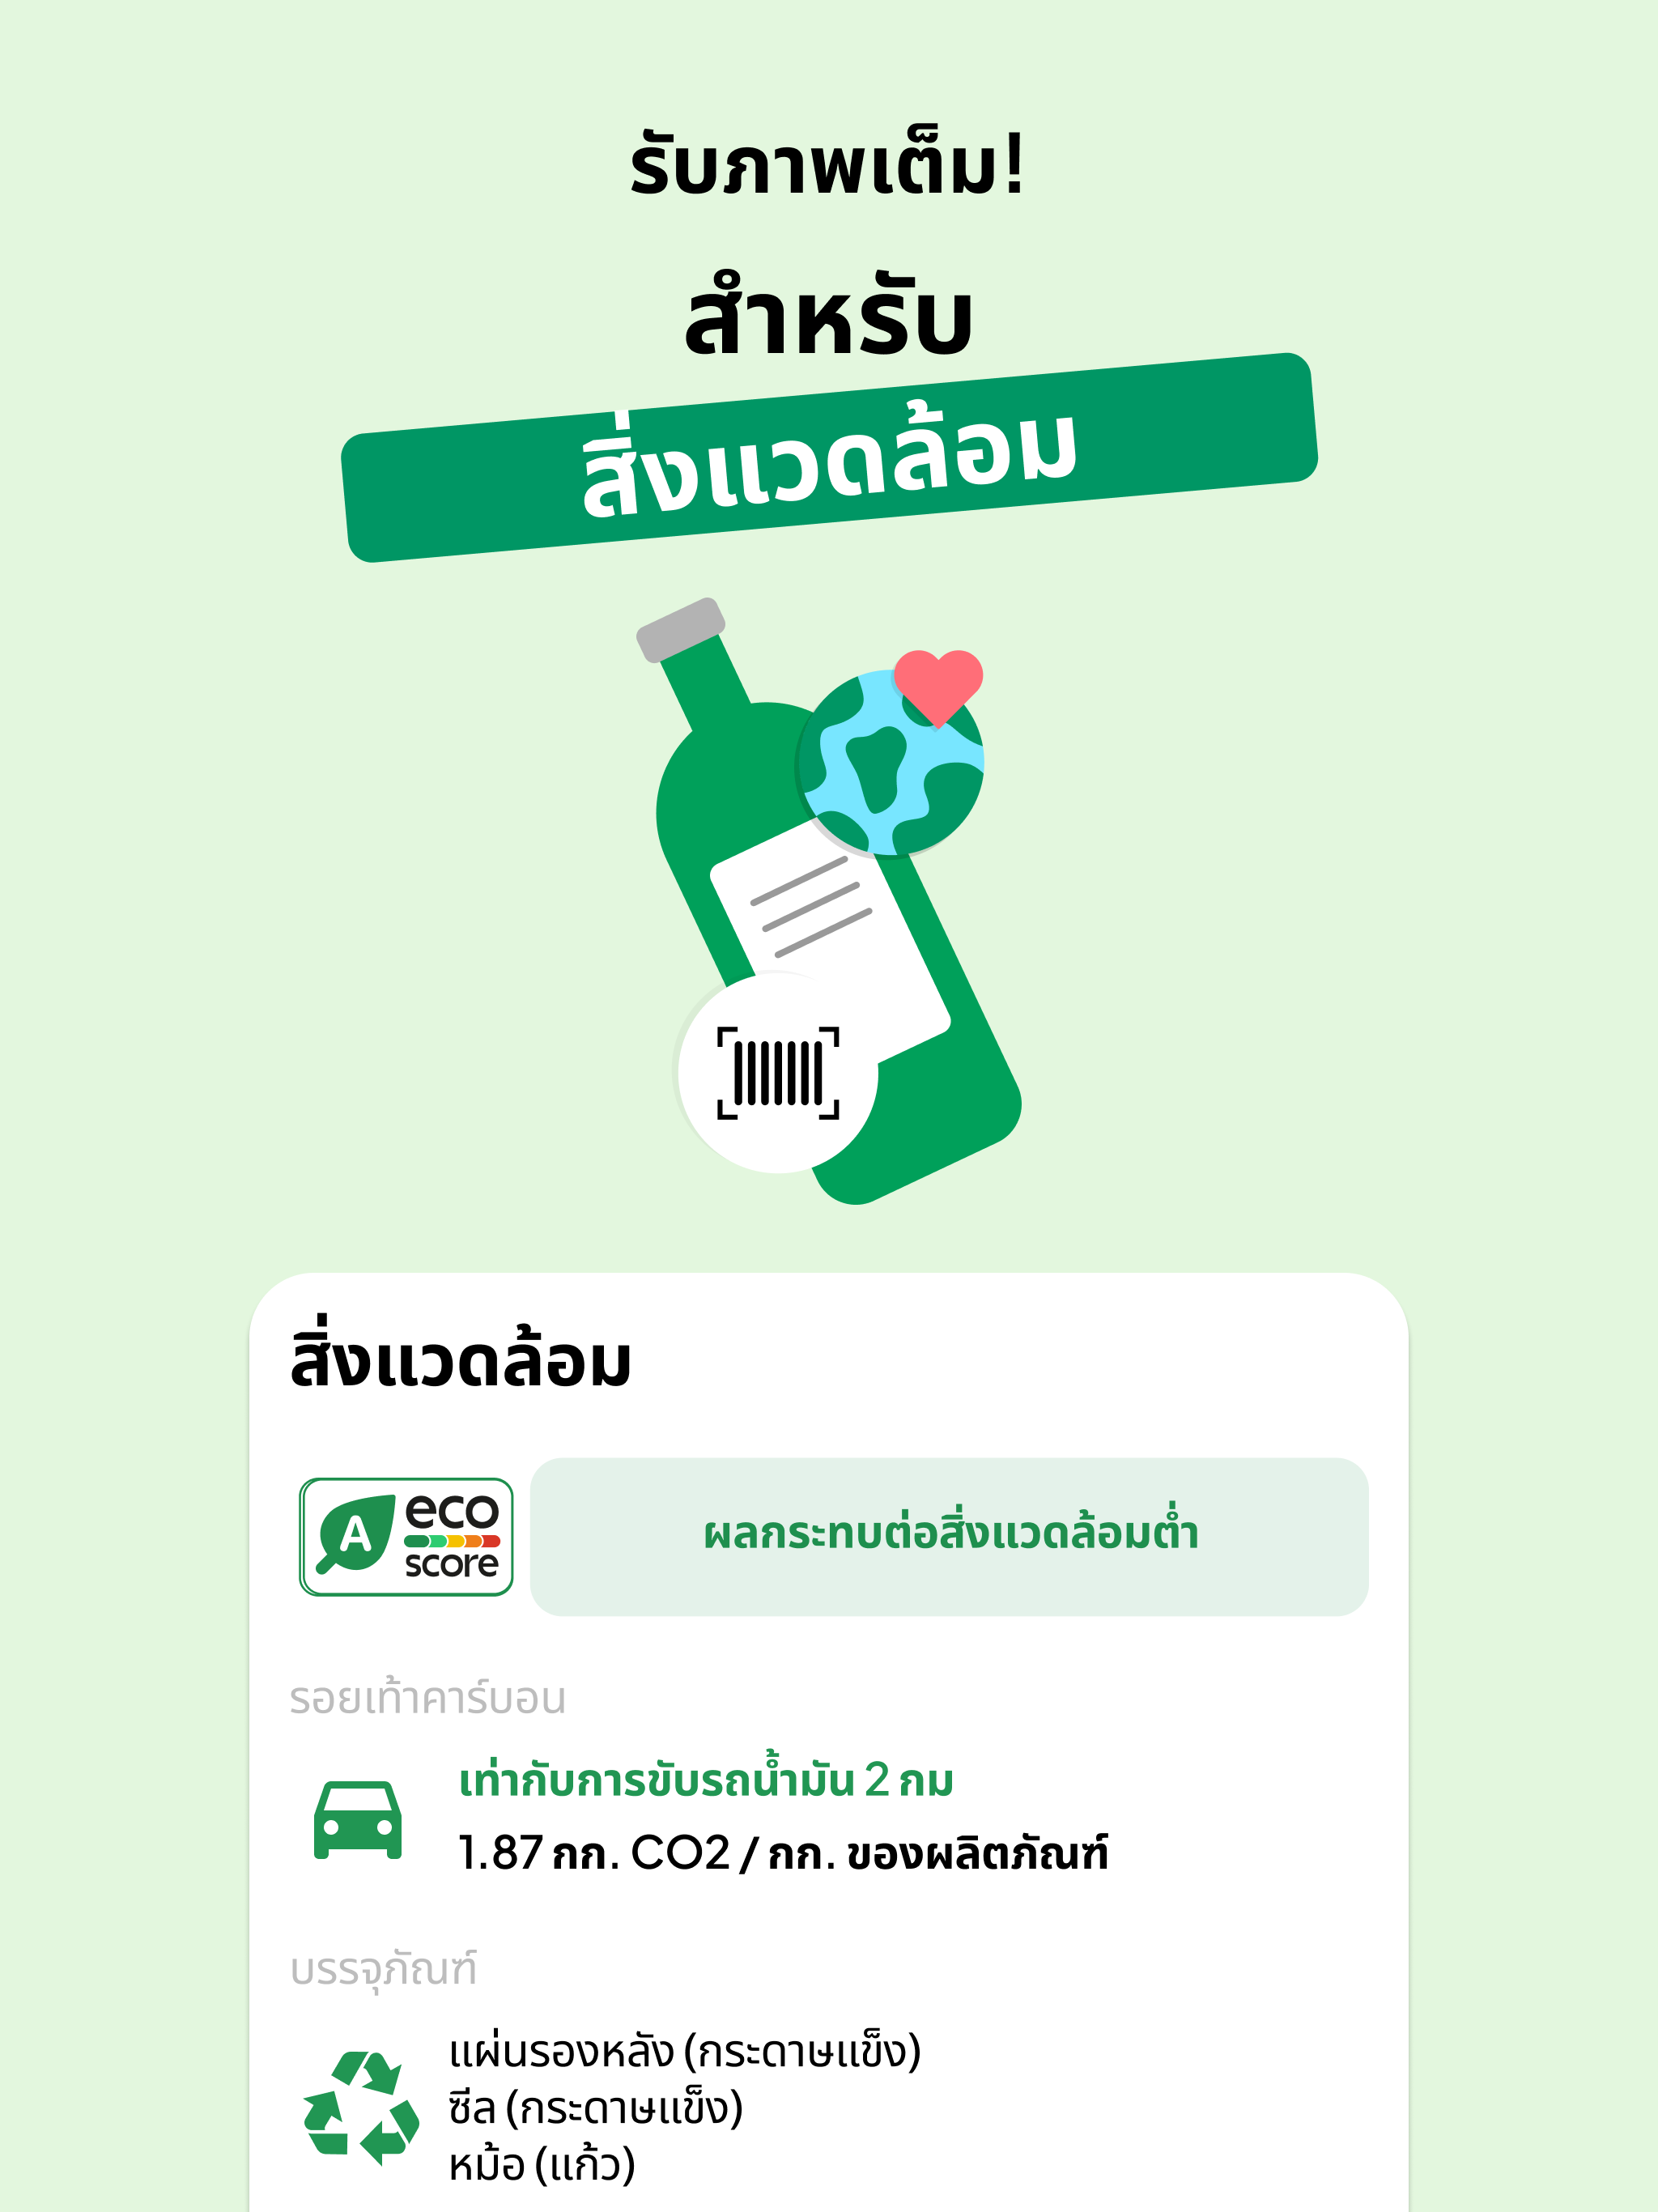 รับภาพเต็ม!
สำหรับ
สิ่งแวดล้อม
สิ่งแวดล้อม
A
eco
score
ผลกระทบต่อสิ่งแวดล้อมต่ำ
รอยเท้าคาร์บอน
เท่ากับการขับรถน้ำมัน 2 กม
1.87 กก. CO2 / กก. ของผลิตภัณฑ์
บรรจุภัณฑ์
แผ่นรองหลัง (กระดาษแข็ง)
ซีล (กระดาษแข็ง)
หม้อ (แก้ว)